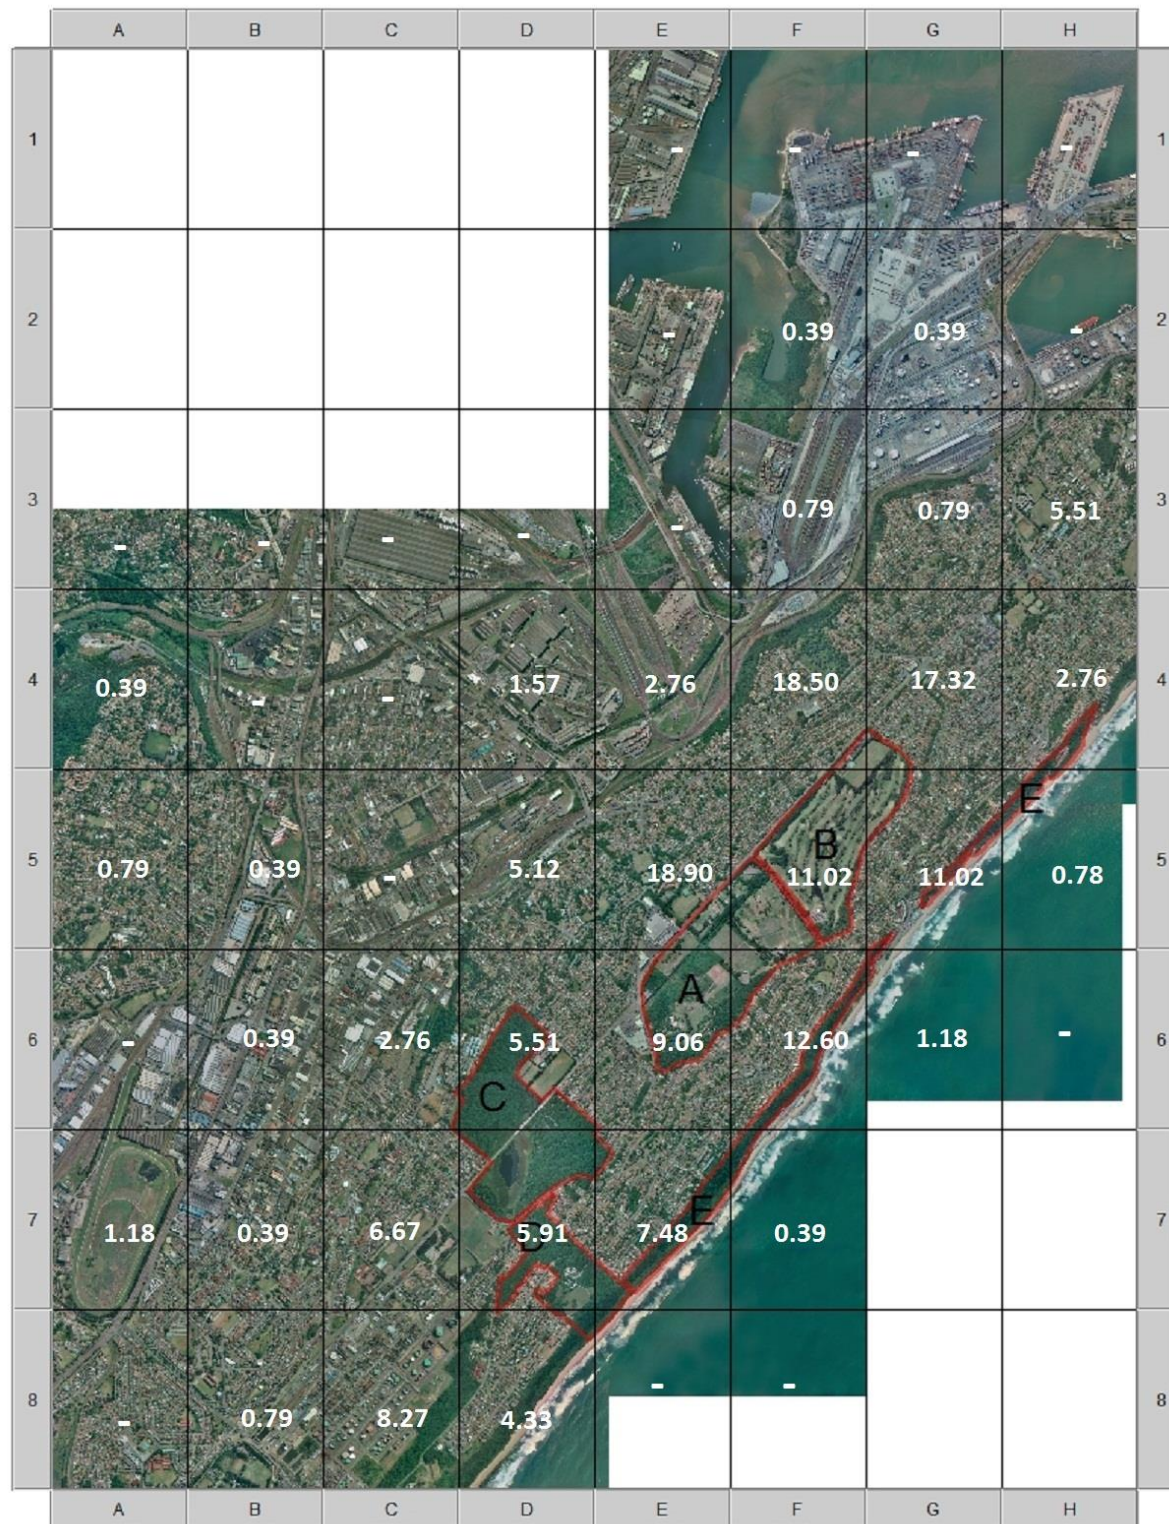 A B C D E F G H
1 - - - - 1
2 - 0.39 0.39 - 2
3 - - - - - 0.79 0.79 5.51 3
4 0.39 - - 1.57 2.76 18.50 17.32 2.76 4
E
B
5 0.79 0.39 - 5.12 18.90 11.02 11.02 0.78 5
A
6 - 0.39 2.76 5.51 9.06 12.60 1.18 - 6
C
E
7 1.18 0.39 6.67 5.91 7.48 0.39 7
D
- -
8 - 0.79 8.27 4.33 8
A B C D E F G H